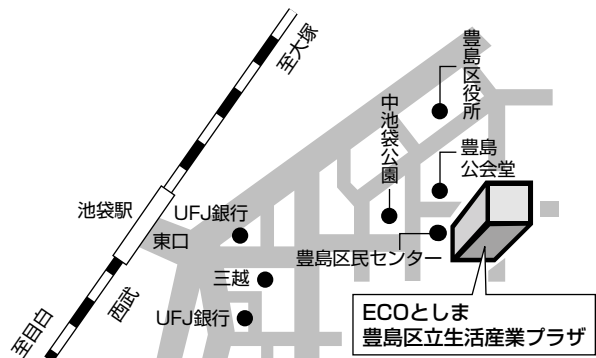 至大塚
豊島区役所
中池袋公園
豊島
公会堂
池袋駅
UFJ銀行
東口
豊島区民センター
三越
西武
UFJ銀行
至目白
ECOとしま
豊島区立生活産業プラザ